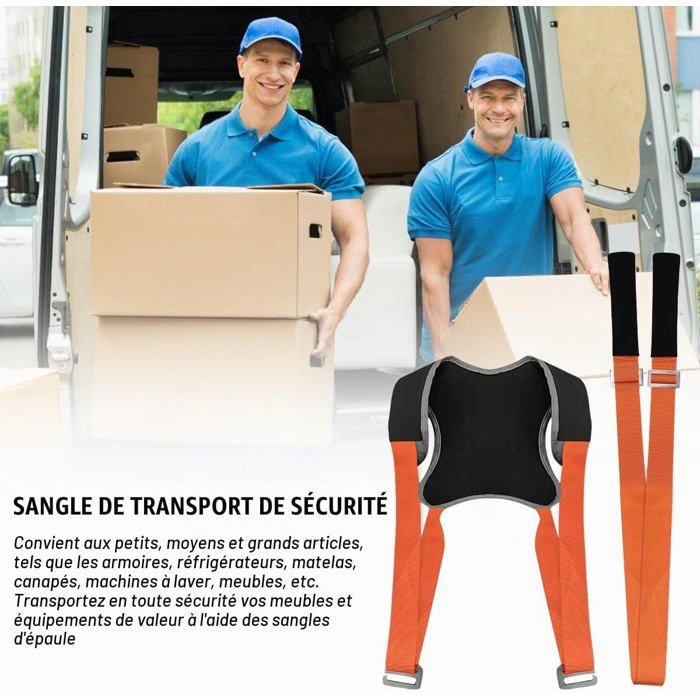 SANGLE DE TRANSPORT DE SÉCURITÉ
Convient aux petits, moyens et grands articles,
tels que les armoires, réfrigérateurs, matelas,
canapés, machines à laver, meubles, etc.
Transportez en toute sécurité vos meubles et
équipements de valeur à l'aide des sangles
d'épaule